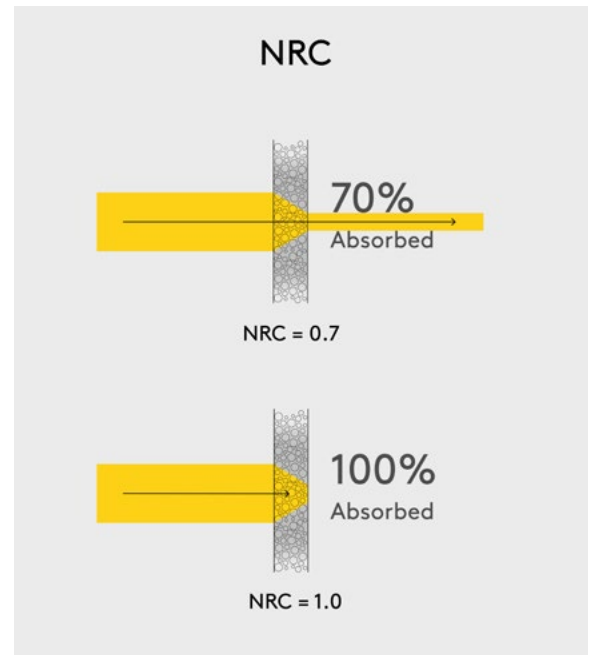 NRC
70%
Absorbed
NRC = 0.7
100%
Absorbed
NRC = 1.0